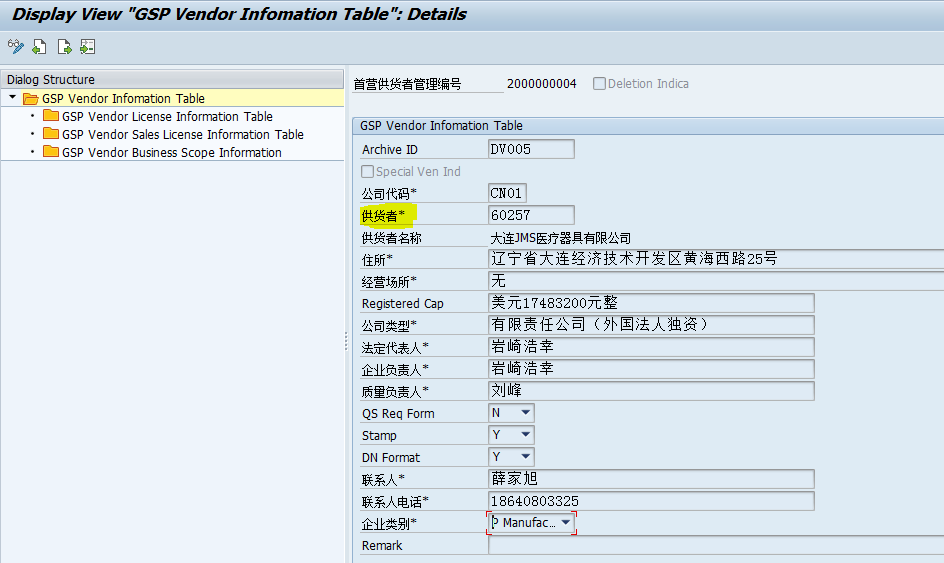 Display View "GSP Vendor Infomation Table": Details
Dialog Structure
GSP Vendor Infomation Table
GSP Vendor License Information Table
GSP Vendor Sales License Information Table
GSP Vendor Business Scope Information
首营供货者管理编号 2000000004 Deletion Indica
GSP Vendor Infomation Table
Archive ID DV005
Special Ven Ind
公司代码* CN01
供货者* 60257
供货者名称 大连JMS医疗器具有限公司
住所* 辽宁省大连经济技术开发区黄海西路25号
经营场所* 无
Registered Cap 美元17483200元整
公司类型* 有限责任公司（外国法人独资）
法定代表人* 岩崎浩幸
企业负责人* 岩崎浩幸
质量负责人* 刘峰
QS Req Form N
Stamp Y
DN Format Y
联系人* 薛家旭
联系人电话* 18640803325
企业类别* P Manufac...
Remark